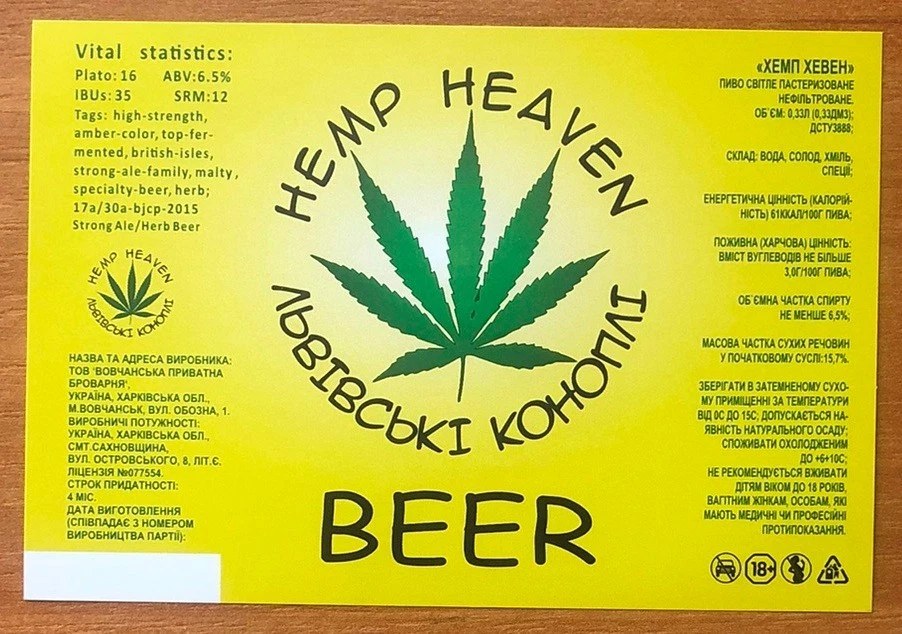 Vital statistics:
Plato: 16 ABV:6.5%
IBUs: 35 SRM:12
Tags: high-strength,
amber-color, top-fer-
mented, british-isles,
strong-ale-family, malty,
specialty-beer, herb;
17a/30a-bjcp-2015
Strong Ale/Herb Beer
HEMP HEAVEN
ЛЬВІВСЬКІ КОНОПЛІ
НАЗВА ТА АДРЕСА ВИРОБНИКА:
ТОВ 'ВОВЧАНСЬКА ПРИВАТНА
БРОВАРНЯ',
УКРАЇНА, ХАРКІВСЬКА ОБЛ.,
М.ВОВЧАНСЬК, ВУЛ. ОБОЗНА, 1.
ВИРОБНИЧІ ПОТУЖНОСТІ:
УКРАЇНА, ХАРКІВСЬКА ОБЛ.,
СМТ.САХНОВЩИНА,
ВУЛ. ОСТРОВСЬКОГО, 8, ЛІТ.Є.
ЛІЦЕНЗІЯ №077554.
СТРОК ПРИДАТНОСТІ:
4 МІС.
ДАТА ВИГОТОВЛЕННЯ
(СПІВПАДАЄ З НОМЕРОМ
ВИРОБНИЦТВА ПАРТІЇ):
HEMP HEAVEN
ЛЬВІВСЬКІ КОНОПЛІ
BEER
«ХЕМП ХЕВЕН»
ПИВО СВІТЛЕ ПАСТЕРИЗОВАНЕ
НЕФІЛЬТРОВАНЕ.
ОБ`ЄМ: 0,33Л (0,33ДМ3);
ДСТУ3888;
СКЛАД: ВОДА, СОЛОД, ХМІЛЬ,
СПЕЦІЇ;
ЕНЕРГЕТИЧНА ЦІННІСТЬ (КАЛОРІЙ-
НІСТЬ) 61ККАЛ/100Г ПИВА;
ПОЖИВНА (ХАРЧОВА) ЦІННІСТЬ:
ВМІСТ ВУГЛЕВОДІВ НЕ БІЛЬШЕ
3,0Г/100Г ПИВА;
ОБ`ЄМНА ЧАСТКА СПИРТУ
НЕ МЕНШЕ 6,5%;
МАСОВА ЧАСТКА СУХИХ РЕЧОВИН
У ПОЧАТКОВОМУ СУСЛІ:15,7%.
ЗБЕРІГАТИ В ЗАТЕМНЕНОМУ СУХО-
МУ ПРИМІЩЕННІ ЗА ТЕМПЕРАТУРИ
ВІД 0С ДО 15С; ДОПУСКАЄТЬСЯ НА-
ЯВНІСТЬ НАТУРАЛЬНОГО ОСАДУ;
СПОЖИВАТИ ОХОЛОДЖЕНИМ
ДО +6+10С;
НЕ РЕКОМЕНДУЄТЬСЯ ВЖИВАТИ
ДІТЯМ ВІКОМ ДО 18 РОКІВ,
ВАГІТНИМ ЖІНКАМ, ОСОБАМ, ЯКІ
МАЮТЬ МЕДИЧНІ ЧИ ПРОФЕСІЙНІ
ПРОТИПОКАЗАННЯ.
18+